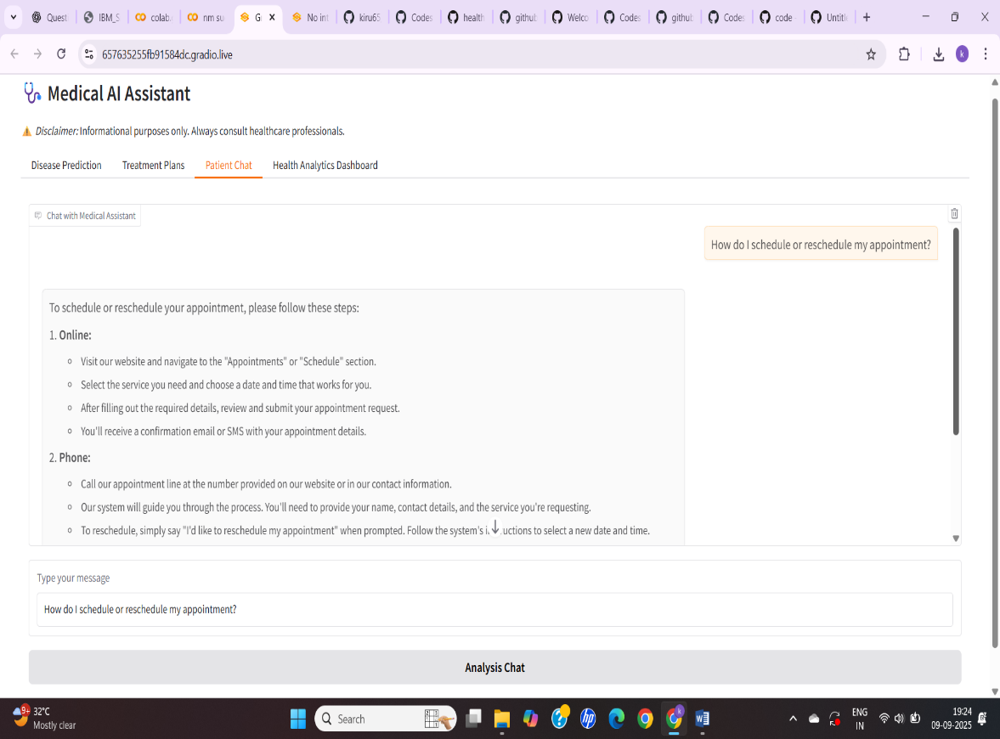 Quest
IBM_S
colab.
nm su
G
No int
kiru65
Codes
health
github
Welco
Codes
github
Codes
code
Untitl
657635255fb91584dc.gradio.live
k
Medical AI Assistant
Disclaimer: Informational purposes only. Always consult healthcare professionals.
Disease Prediction
Treatment Plans
Patient Chat
Health Analytics Dashboard
Chat with Medical Assistant
How do I schedule or reschedule my appointment?
To schedule or reschedule your appointment, please follow these steps:
1. Online:
Visit our website and navigate to the "Appointments" or "Schedule" section.
Select the service you need and choose a date and time that works for you.
After filling out the required details, review and submit your appointment request.
You'll receive a confirmation email or SMS with your appointment details.
2. Phone:
Call our appointment line at the number provided on our website or in our contact information.
Our system will guide you through the process. You'll need to provide your name, contact details, and the service you're requesting.
To reschedule, simply say "I'd like to reschedule my appointment" when prompted. Follow the system's to select a new date and time.
Type your message
How do I schedule or reschedule my appointment?
Analysis Chat
9+
32°C
Mostly clear
Search
ENG
IN
19:24
09-09-2025